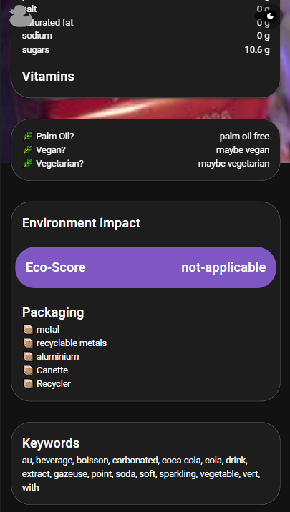 salt 0 g
saturated fat 0 g
sodium 0 g
sugars 10.6 g
Vitamins
Palm Oil? palm oil free
Vegan? maybe vegan
Vegetarian? maybe vegetarian
Environment Impact
Eco-Score not-applicable
Packaging
metal
recyclable metals
aluminium
Canette
Recycler
Keywords
au, beverage, boisson, carbonated, coca-cola, cola, drink,
extract, gazeuse, point, soda, soft, sparkling, vegetable, vert,
with